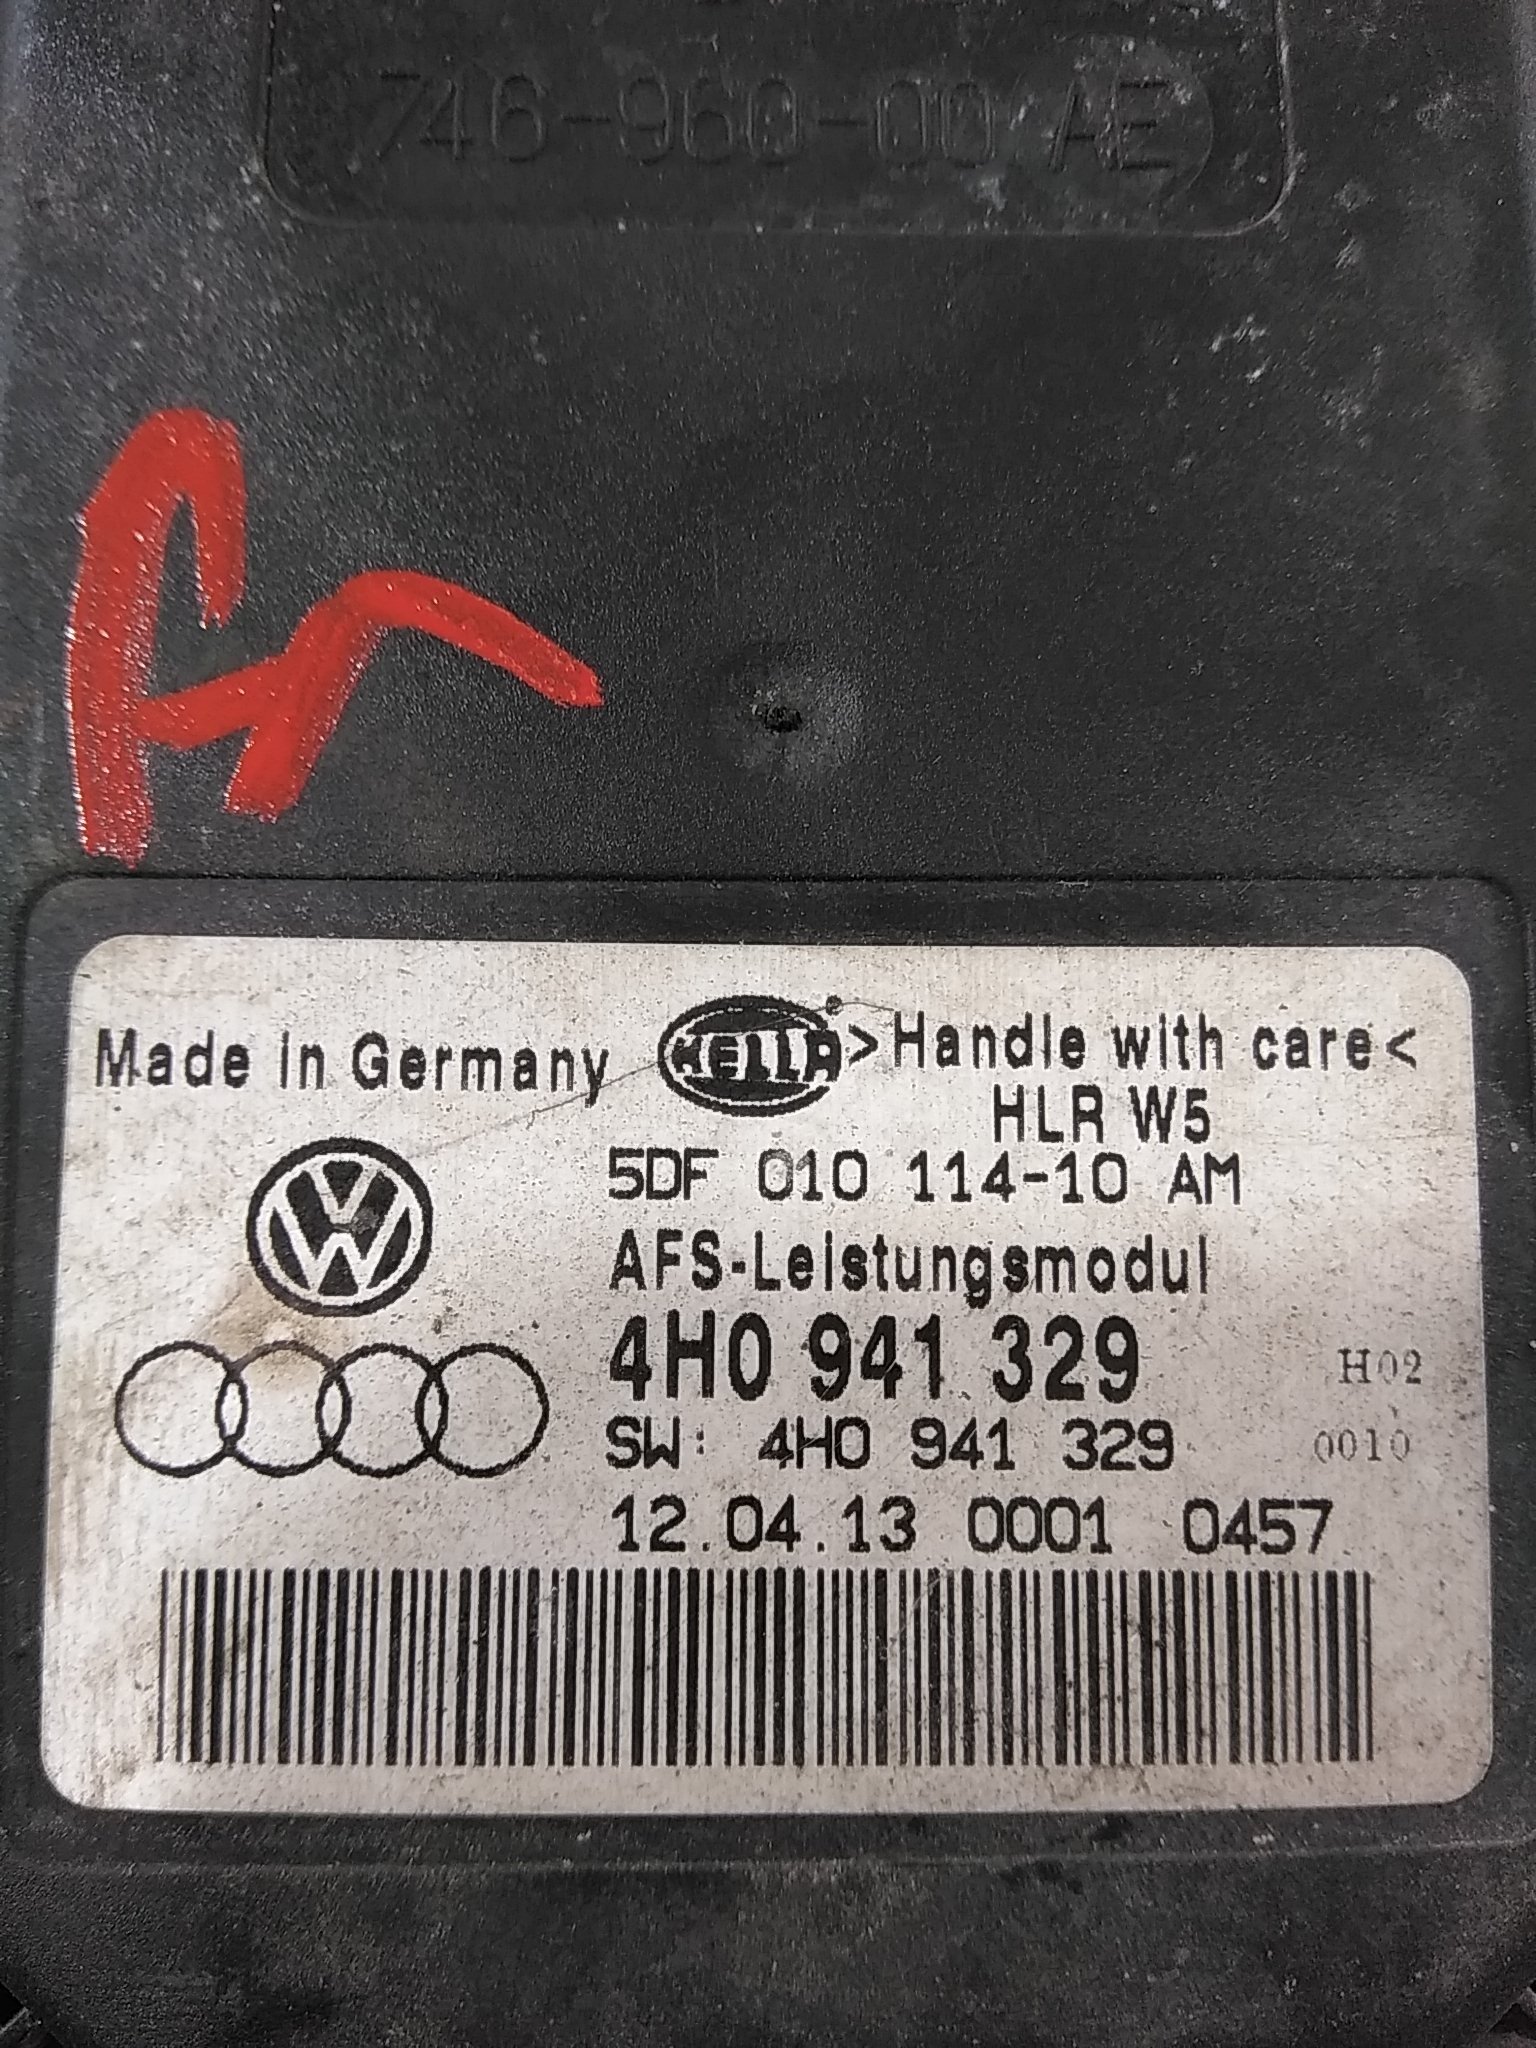 746-960-00 AE
Made in Germany HELLA >Handle with care<
HLR W5
5DF 010 114-10 AM
AFS-Leistungsmodul
4H0 941 329 H02
SW: 4H0 941 329 0010
12.04.13 0001 0457